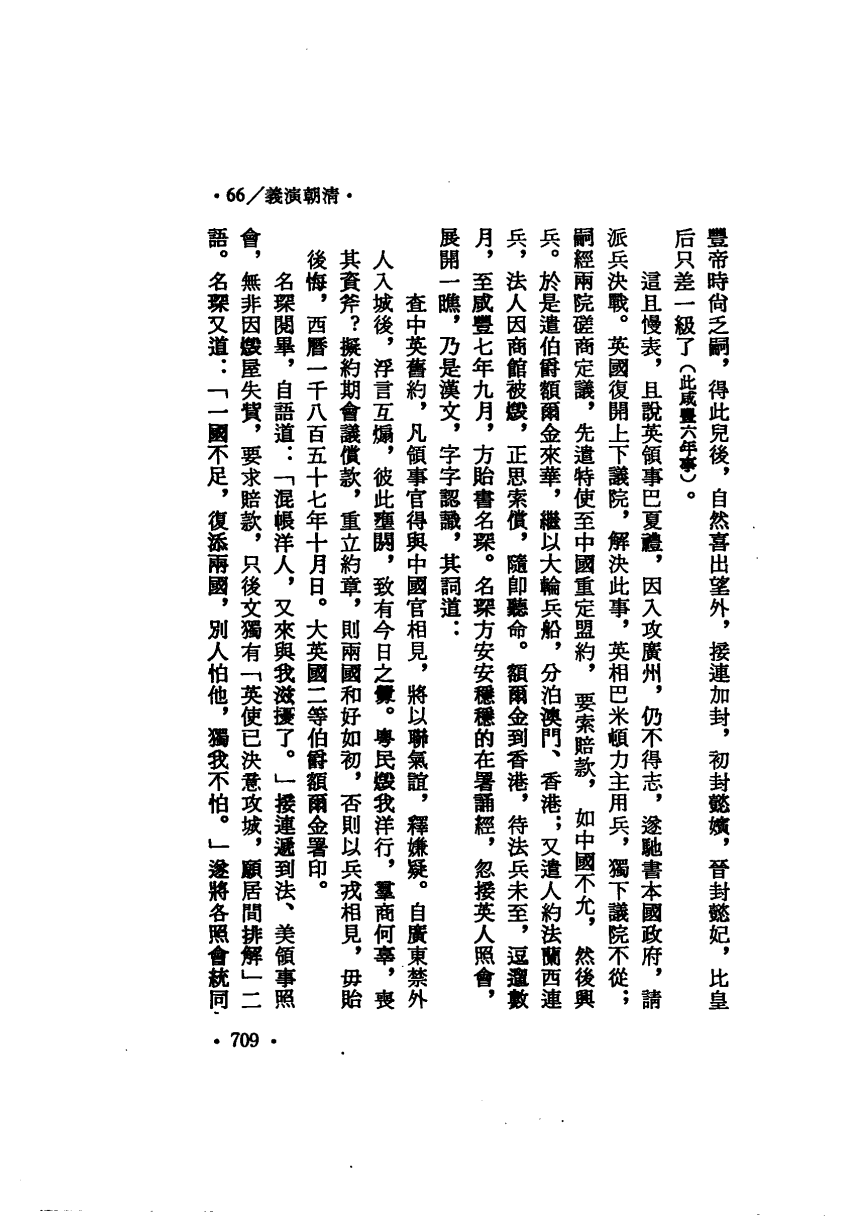 ·66／義演朝清·
豐帝時尙乏嗣，得此兒後，自然喜出望外，接連加封，初封懿嬪，晉封懿妃，比皇
后只差一級了（此咸豐六年事）。
這且慢表，且說英領事巴夏禮，因入攻廣州，仍不得志，遂馳書本國政府，請
派兵決戰。英國復開上下議院，解決此事，英相巴米頓力主用兵，獨下議院不從；
嗣經兩院磋商定議，先遣特使至中國重定盟約，要索賠款，如中國不允，然後興
兵。於是遣伯爵額爾金來華，繼以大輪兵船，分泊澳門、香港；又遣人約法蘭西連
兵，法人因商館被燬，正思索償，隨卽聽命。額爾金到香港，待法兵未至，逗遛數
月，至咸豐七年九月，方貽書名琛。名琛方安安穩穩的在署誦經，忽接英人照會，
展開一瞧，乃是漢文，字字認識，其詞道：
查中英舊約，凡領事官得與中國官相見，將以聯氣誼，釋嫌疑。自廣東禁外
人入城後，浮言互煽，彼此壅閼，致有今日之釁。粵民燬我洋行，羣商何辜，喪
其資斧？擬約期會議償款，重立約章，則兩國和好如初，否則以兵戎相見，毋貽
後悔，西曆一千八百五十七年十月日。大英國二等伯爵額爾金署印。
名琛閱畢，自語道：「混帳洋人，又來與我滋擾了。」接連遞到法、美領事照
會，無非因燬屋失貲，要求賠款，只後文獨有「英使已決意攻城，願居間排解」二
語。名琛又道：「一國不足，復添兩國，別人怕他，獨我不怕。」遂將各照會統同
·709·